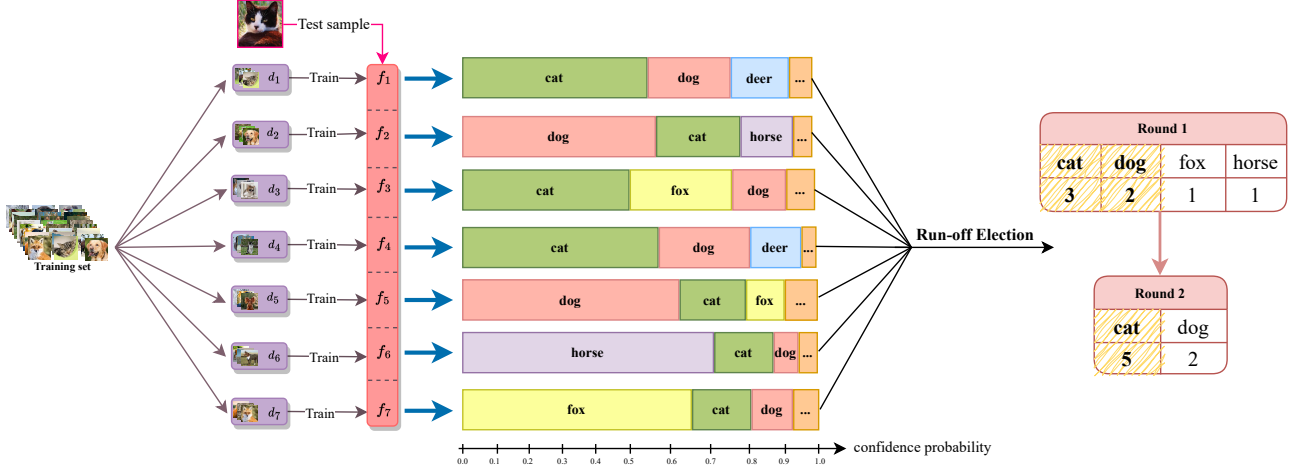 Test sample
Training set
d1 Train f1 cat dog deer ...
d2 Train f2 dog cat horse ...
d3 Train f3 cat fox dog ...
d4 Train f4 cat dog deer ...
d5 Train f5 dog cat fox ...
d6 Train f6 horse cat dog ...
d7 Train f7 fox cat dog ...
0.0 0.1 0.2 0.3 0.4 0.5 0.6 0.7 0.8 0.9 1.0
confidence probability
Run-off Election
Round 1
cat dog fox horse
3 2 1 1
Round 2
cat dog
5 2